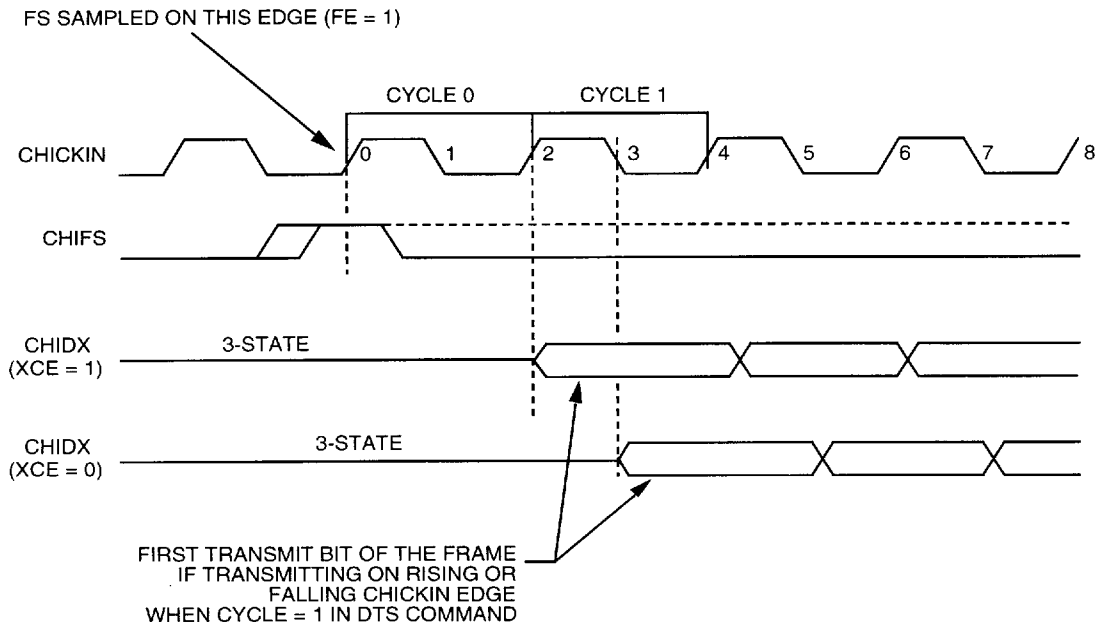 FS SAMPLED ON THIS EDGE (FE = 1)
CYCLE 0
CYCLE 1
CHICKIN
0
1
2
3
4
5
6
7
8
CHIFS
CHIDX
(XCE = 1)
3-STATE
CHIDX
(XCE = 0)
3-STATE
FIRST TRANSMIT BIT OF THE FRAME
IF TRANSMITTING ON RISING OR
FALLING CHICKIN EDGE
WHEN CYCLE = 1 IN DTS COMMAND